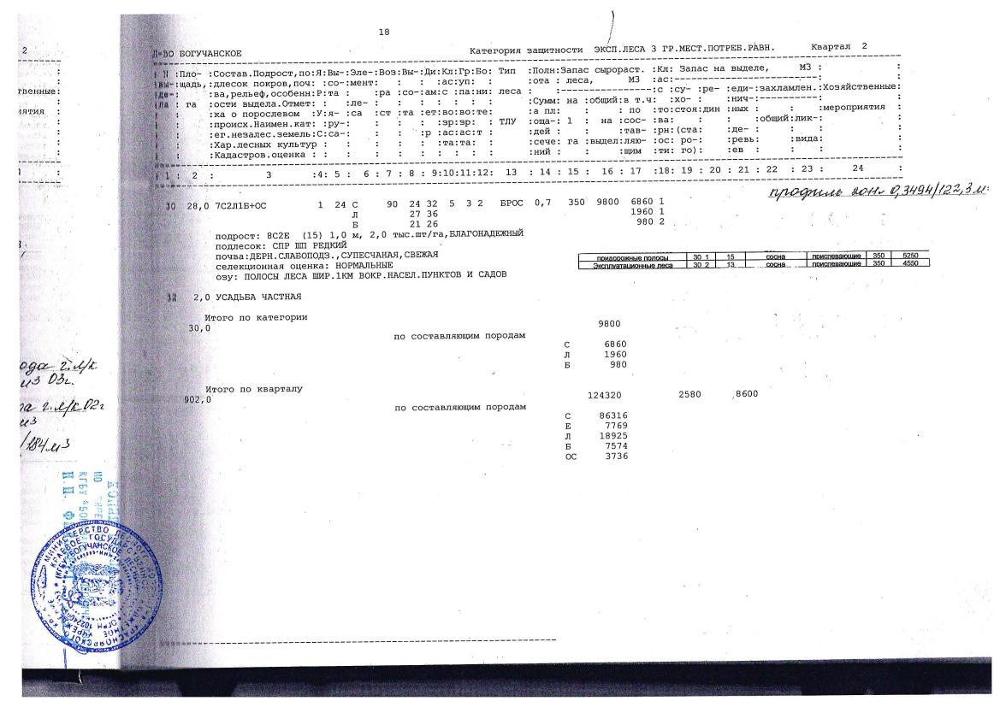 2
18
Л-ВО БОГУЧАНСКОЕ Категория защитности ЭКСП.ЛЕСА 3 ГР.МЕСТ.ПОТРЕБ.РАВН. Квартал 2
N :Пло- :Состав.Подрост,по:Я:Вы-:Эле-:Воз:Вы-:Ди:Кл:Гр:Бо: Тип :Полн:Запас сырораст. :Кл: Запас на выделе, МЗ : :
вы-:щадь,:длесок покров,поч: :со-:мент: : : :ас:уп: : :ота : леса, МЗ :ас:---------------------------: :
твенные: де-: :ва,рельеф,особенн:Р:та : :ра :со-:ам:с :па:ни: леса : :------------------:с :су- : ре- :еди-:захламлен.:Хозяйственные:
ла : га :ости выдела.Отмет: : :ле- : : : : : : : :Сумм: на :общий:в т.ч: :хо- : :нич-:----------: :
иятия : : :ка о порослевом :У:я- :са :ст :та :ет:во:во:те: :а пл: : : по :то:стоя:дин :ных : : :мероприятия :
: :происх.Наимен.кат: :ру-: : : : :зр:зр: : ТЛУ :оща-: 1 : на :сос- :ва: : :общий:лик-: :
: :ег.незалес.земель:С:са-: : : :р :ас:ас:т : :дей : : :тав- :рн:(ста: :де- : : : :
: :Хар.лесных культур : : : : : :та:та: : :сече: га :выдел:ляю- :ос: ро- : :ревь: :вида: :
: :Кадастров.оценка : : : : : : : : : : :ний : : :щим :ти: го): :ев : : : :
1 : 2 : 3 :4: 5 : 6 : 7 : 8 : 9:10:11:12: 13 : 14 : 15 : 16 : 17 :18: 19 : 20 : 21 : 22 : 23 : 24 :
профиль 2011г 0,3494/122,3 м³
30 28,0 7С2Л1Б+ОС 1 24 С 90 24 32 5 3 2 БРОС 0,7 350 9800 6860 1
Л 27 36 1960 1
Б 21 26 980 2
подрост: 8С2Е (15) 1,0 м, 2,0 тыс.шт/га,БЛАГОНАДЕЖНЫЙ
подлесок: СПР ШП РЕДКИЙ
почва:ДЕРН.СЛАБОПОДЗ.,СУПЕСЧАНАЯ,СВЕЖАЯ
селекционная оценка: НОРМАЛЬНЫЕ
озу: ПОЛОСЫ ЛЕСА ШИР.1КМ ВОКР.НАСЕЛ.ПУНКТОВ И САДОВ
придорожные полосы 30 1 15 сосна приспевающие 350 5250
Эксплуатационные леса 30 2 13 сосна приспевающие 350 4550
32 2,0 УСАДЬБА ЧАСТНАЯ
Итого по категории
30,0 9800
по составляющим породам
С 6860
Л 1960
Б 980
ода г.л/к
м3 03г.
Итого по кварталу
902,0 124320 2580 8600
по составляющим породам
га г.л/к 02г
м3
С 86316
Е 7769
Л 18925
Б 7574
ОС 3736
/184 м3
МИНИСТЕРСТВО ЛЕСНОГО
КРАЕВОЕ ГОСУДАРСТВЕННОЕ
КГБУ «БОГУЧАНСКОЕ ЛЕСНИ
КРАСНОЯРСКОГО КРАЯ